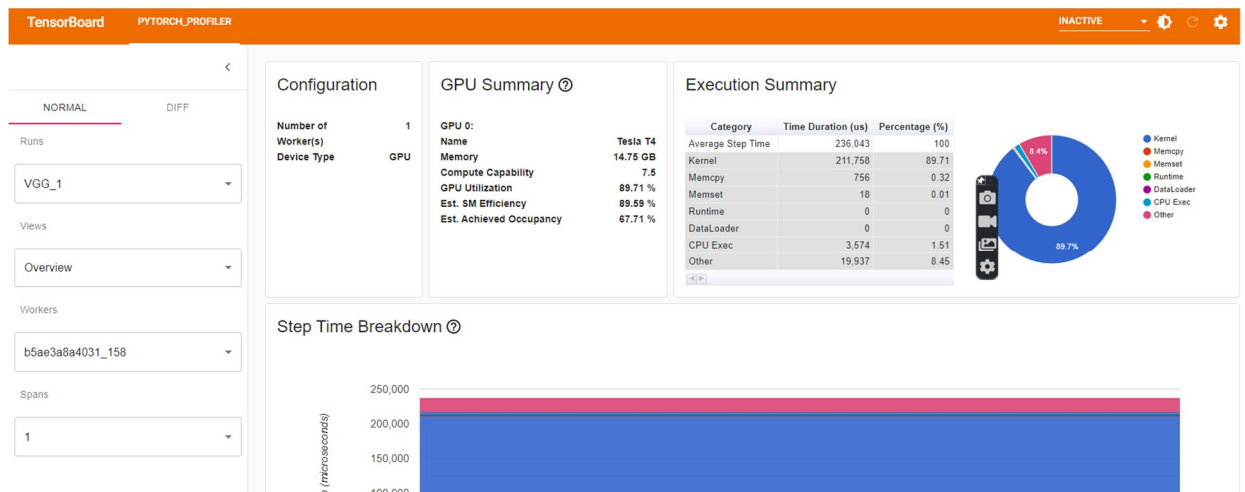 TensorBoard PYTORCH_PROFILER INACTIVE
NORMAL DIFF
Runs
VGG_1
Views
Overview
Workers
b5ae3a8a4031_158
Spans
1
Configuration
Number of Worker(s) 1
Device Type GPU
GPU Summary
GPU 0:
Name Tesla T4
Memory 14.75 GB
Compute Capability 7.5
GPU Utilization 89.71 %
Est. SM Efficiency 89.59 %
Est. Achieved Occupancy 67.71 %
Execution Summary
Category Time Duration (us) Percentage (%)
Average Step Time 236,043 100
Kernel 211,758 89.71
Memcpy 756 0.32
Memset 18 0.01
Runtime 0 0
DataLoader 0 0
CPU Exec 3,574 1.51
Other 19,937 8.45
8.4%
89.7%
Kernel
Memcpy
Memset
Runtime
DataLoader
CPU Exec
Other
Step Time Breakdown
250,000
200,000
150,000
100,000
(microseconds)